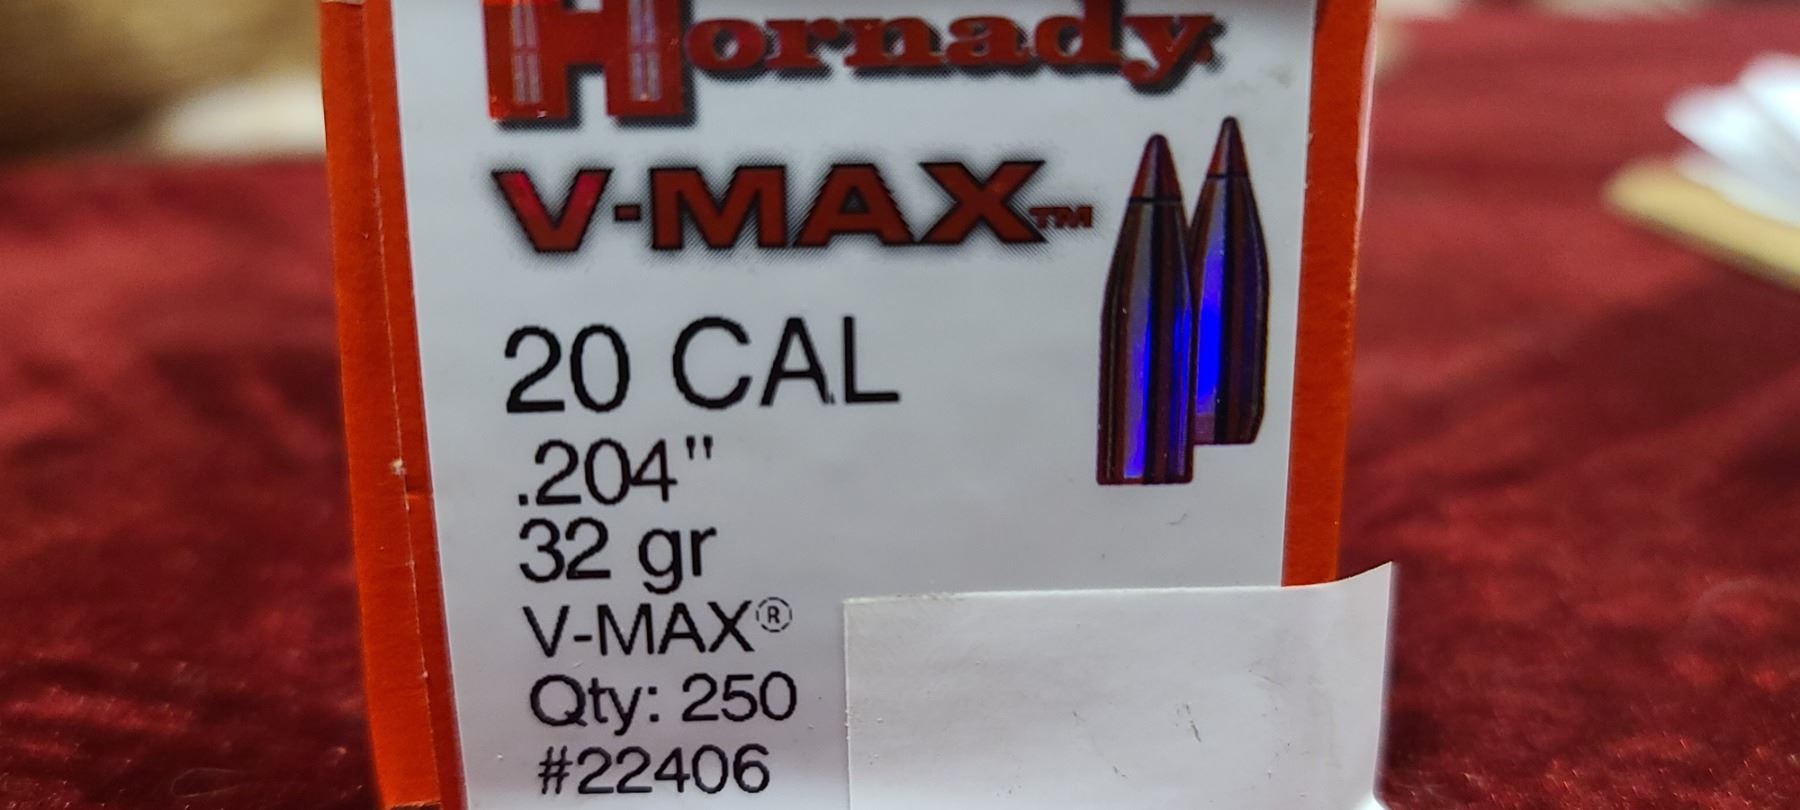 Hornady
V-MAX™
20 CAL
.204"
32 gr
V-MAX®
Qty: 250
#22406